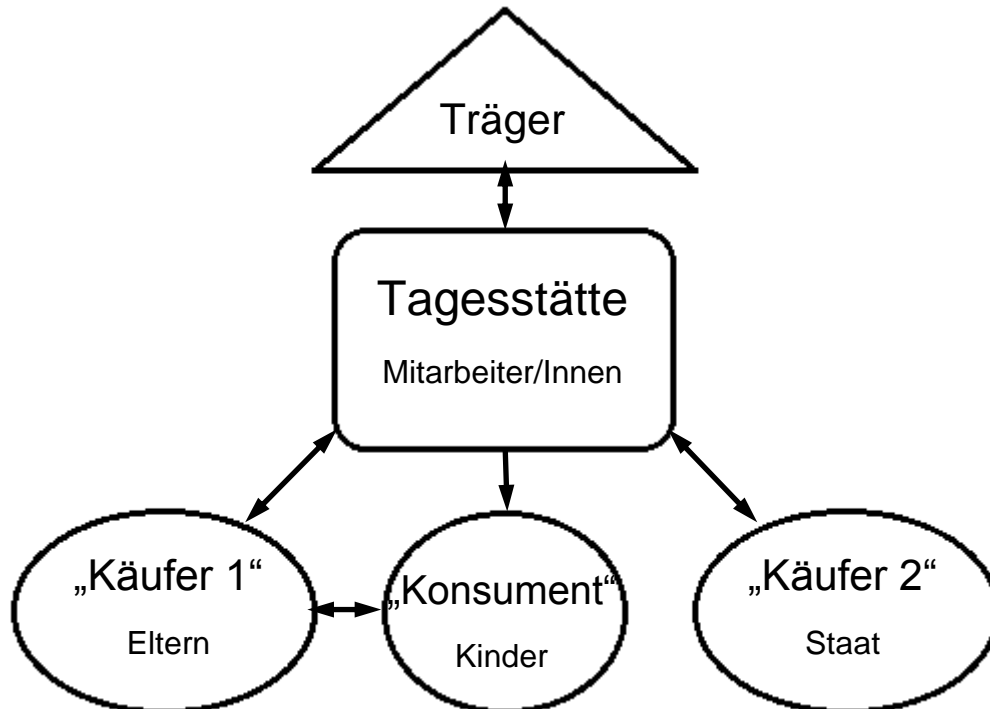 Träger
Tagesstätte
Mitarbeiter/Innen
„Käufer 1“
Eltern
„Konsument“
Kinder
„Käufer 2“
Staat